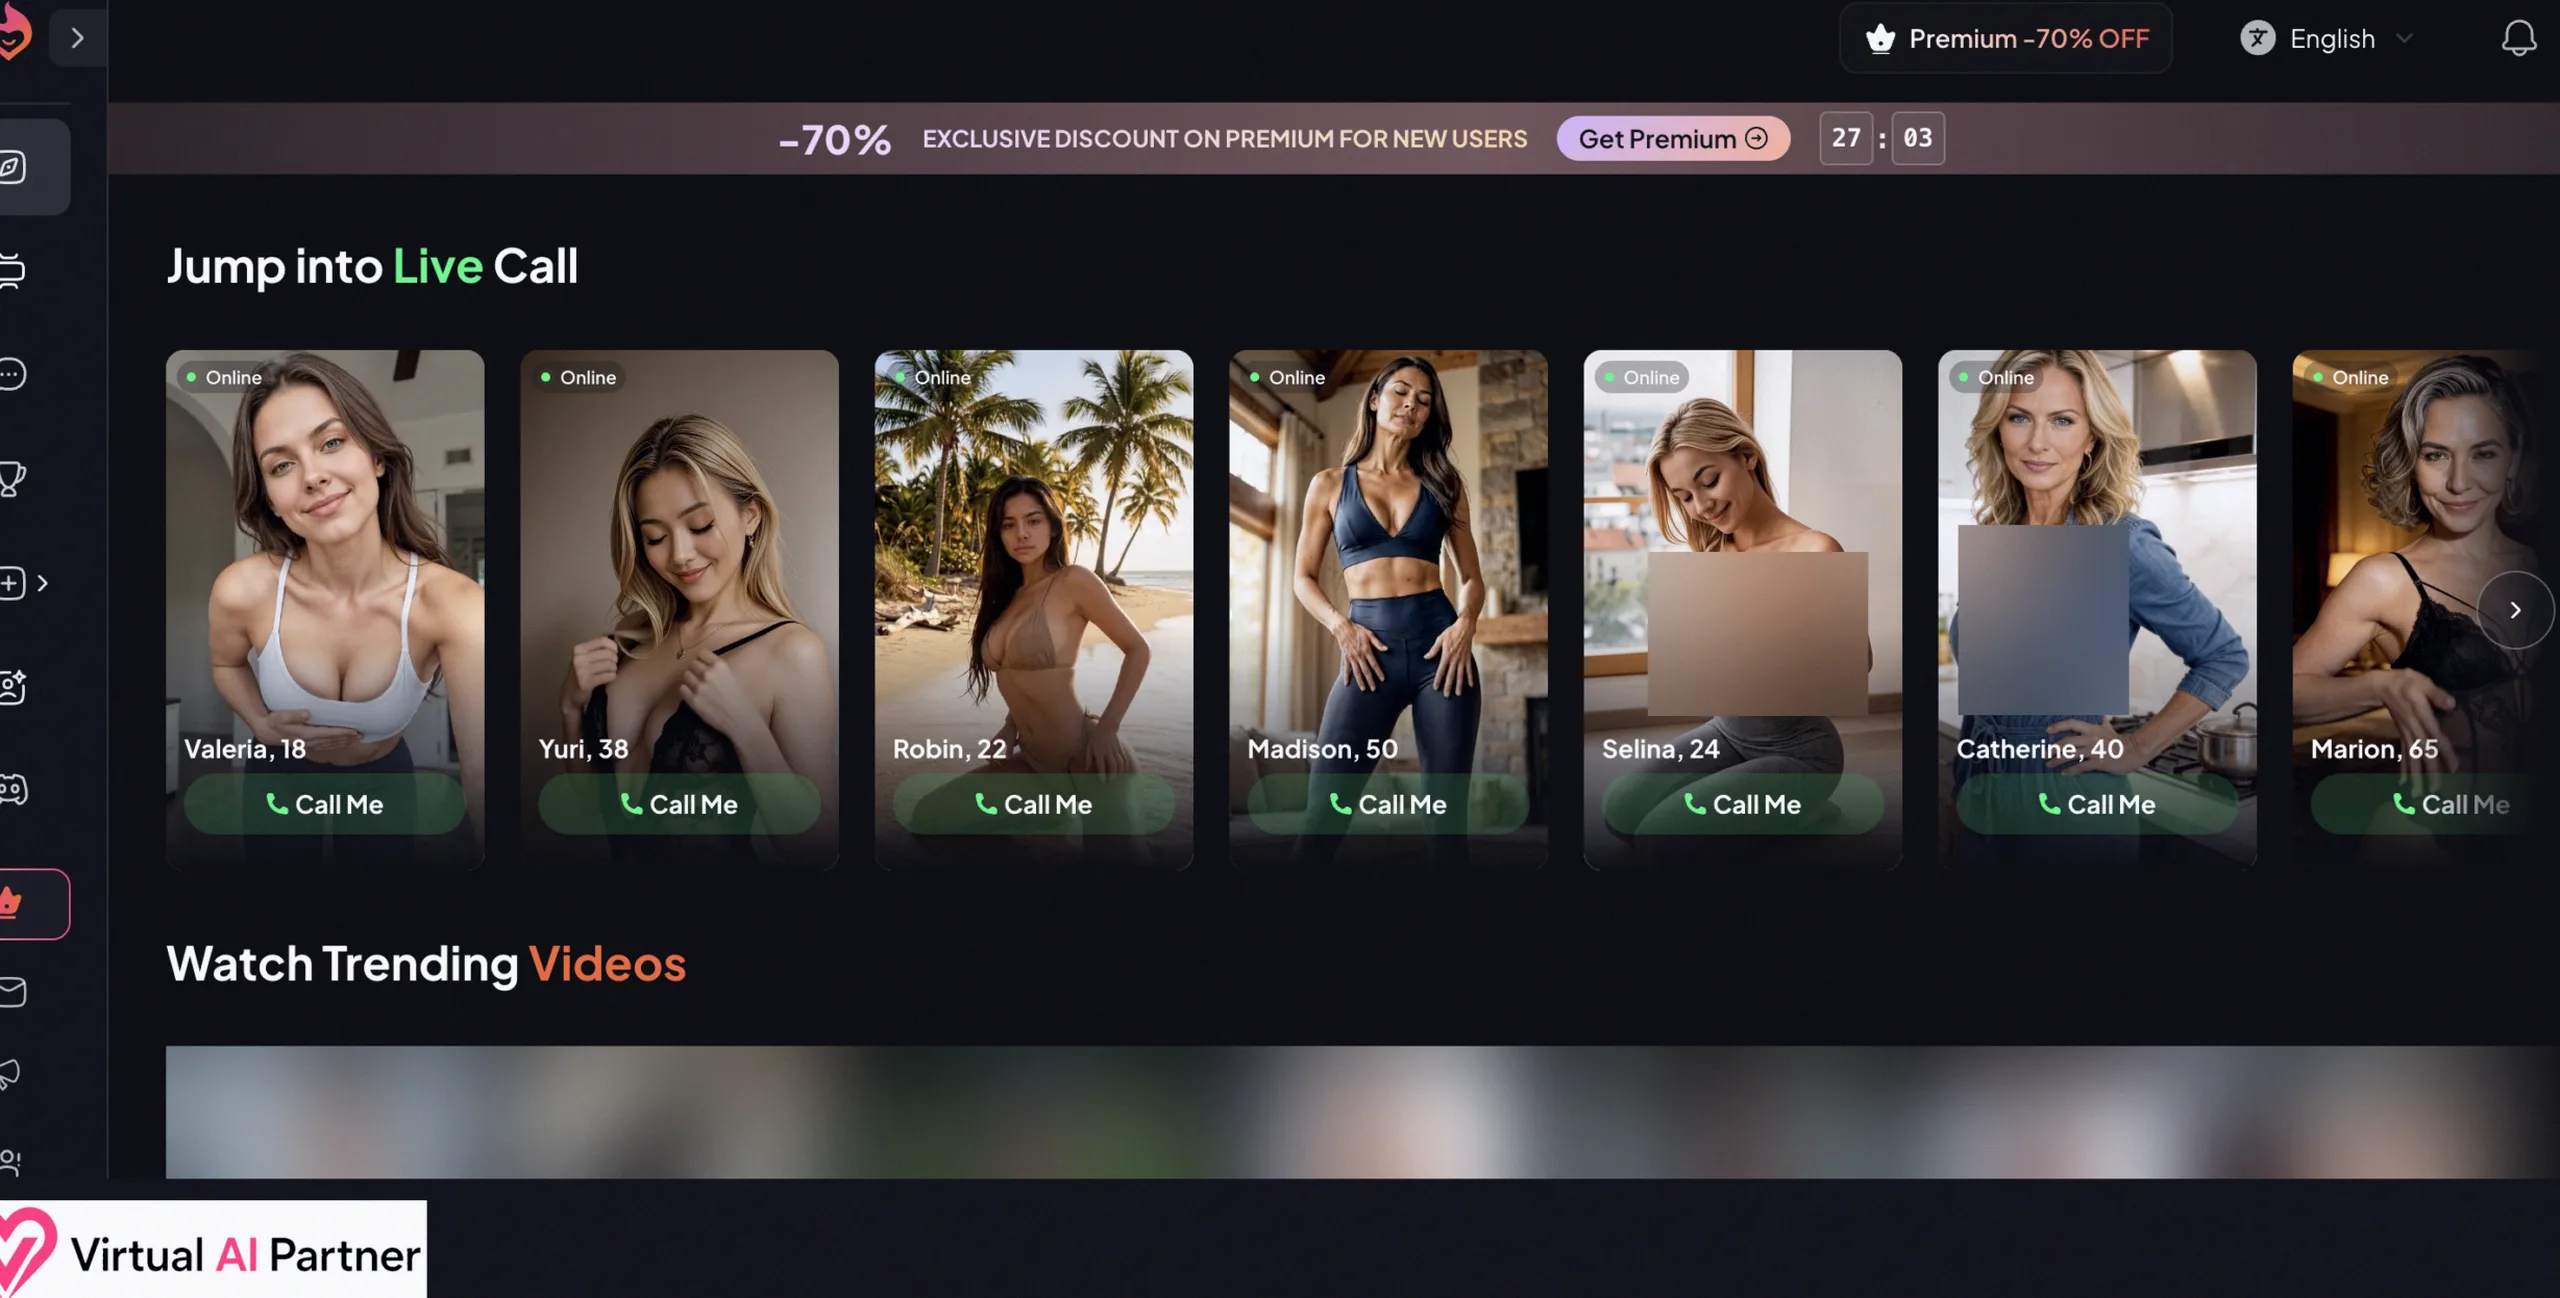 Premium -70% OFF
English
-70% EXCLUSIVE DISCOUNT ON PREMIUM FOR NEW USERS Get Premium 27 : 03
Jump into Live Call
Online
Online
Online
Online
Online
Online
Online
Valeria, 18
Yuri, 38
Robin, 22
Madison, 50
Selina, 24
Catherine, 40
Marion, 65
Call Me
Call Me
Call Me
Call Me
Call Me
Call Me
Call Me
Watch Trending Videos
Virtual AI Partner